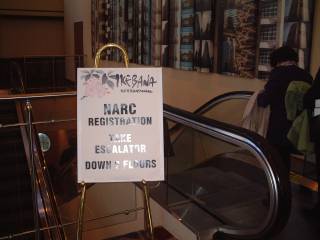 IKEBANA
INTERNATIONAL
NARC
REGISTRATION
TAKE
ESCALATOR
DOWN 2 FLOORS